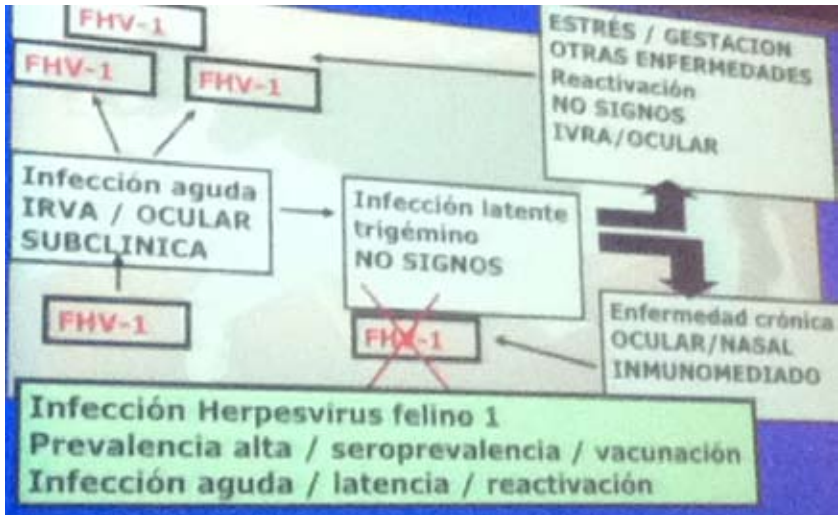 FHV-1
FHV-1
FHV-1
ESTRÉS / GESTACION
OTRAS ENFERMEDADES
Reactivación
NO SIGNOS
IVRA/OCULAR
Infección aguda
IRVA / OCULAR
SUBCLINICA
Infección latente
trigémino
NO SIGNOS
FHV-1
FHV-1
Enfermedad crónica
OCULAR/NASAL
INMUNOMEDIADO
Infección Herpesvirus felino 1
Prevalencia alta / seroprevalencia / vacunación
Infección aguda / latencia / reactivación